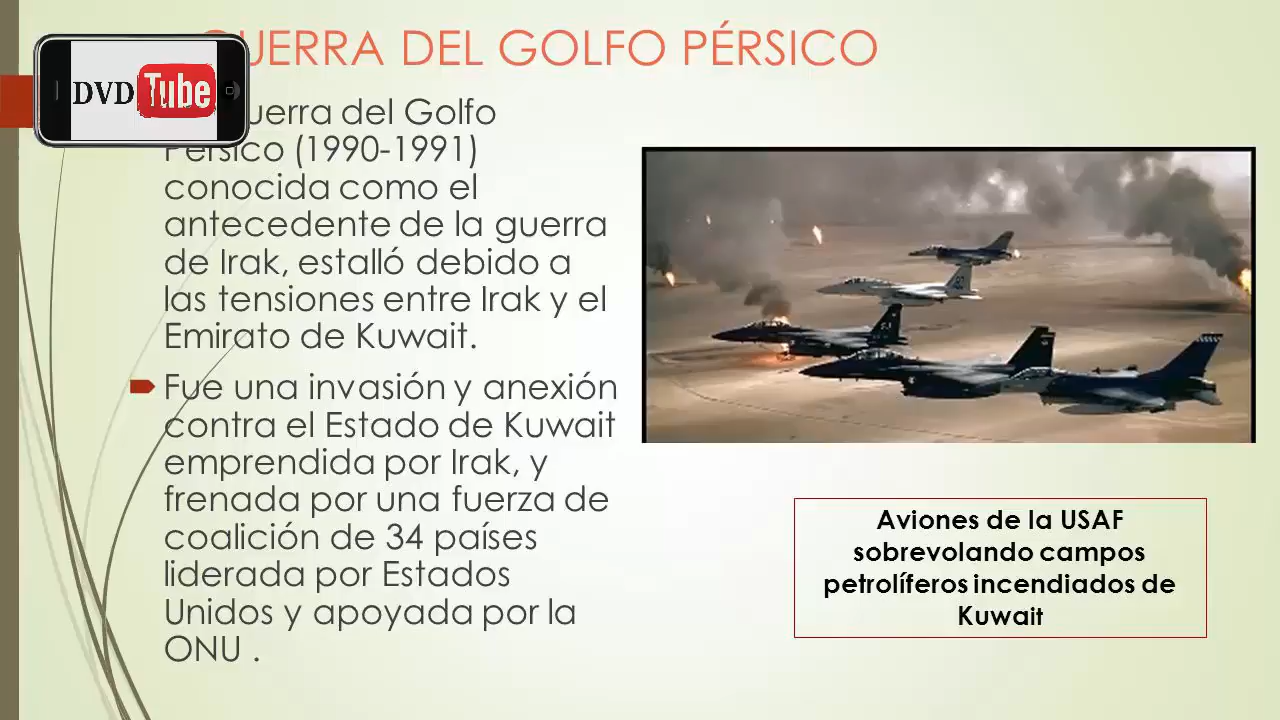 GUERRA DEL GOLFO PÉRSICO
DVD Tube
uerra del Golfo
Pérsico (1990-1991)
conocida como el
antecedente de la guerra
de Irak, estalló debido a
las tensiones entre Irak y el
Emirato de Kuwait.
Fue una invasión y anexión
contra el Estado de Kuwait
emprendida por Irak, y
frenada por una fuerza de
coalición de 34 países
liderada por Estados
Unidos y apoyada por la
ONU .
Aviones de la USAF
sobrevolando campos
petrolíferos incendiados de
Kuwait